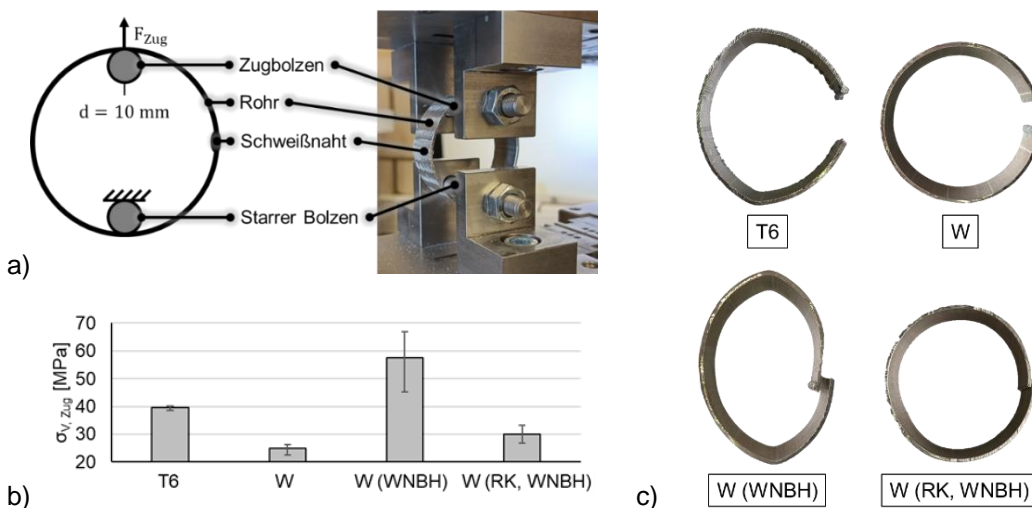 F_Zug
d = 10 mm
Zugbolzen
Rohr
Schweißnaht
Starrer Bolzen
a)
σ_V, Zug [MPa]
70
60
50
40
30
20
T6
W
W (WNBH)
W (RK, WNBH)
b)
T6
W
W (WNBH)
W (RK, WNBH)
c)